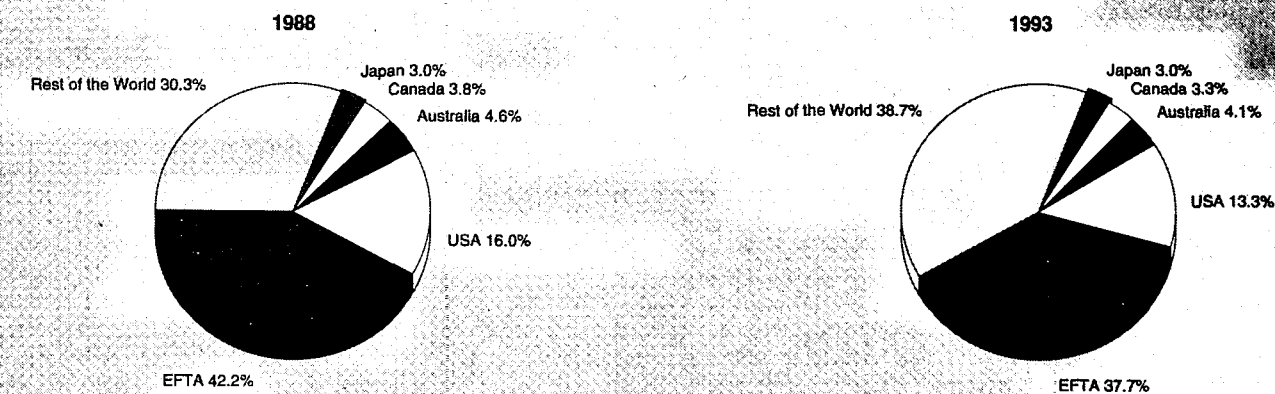 1988
Rest of the World 30.3%
Japan 3.0%
Canada 3.8%
Australia 4.6%
USA 16.0%
EFTA 42.2%
1993
Rest of the World 38.7%
Japan 3.0%
Canada 3.3%
Australia 4.1%
USA 13.3%
EFTA 37.7%